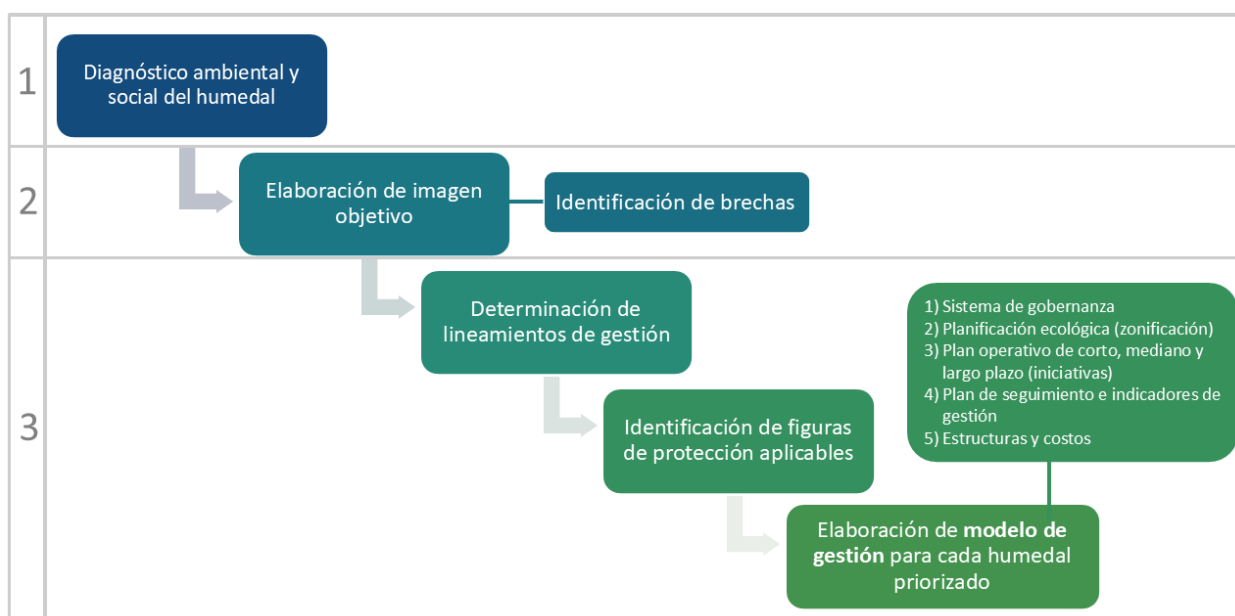 1
Diagnóstico ambiental y
social del humedal
2
Elaboración de imagen
objetivo
Identificación de brechas
3
Determinación de
lineamientos de gestión
Identificación de figuras
de protección aplicables
1) Sistema de gobernanza
2) Planificación ecológica (zonificación)
3) Plan operativo de corto, mediano y
largo plazo (iniciativas)
4) Plan de seguimiento e indicadores de
gestión
5) Estructuras y costos
Elaboración de modelo de
gestión para cada humedal
priorizado